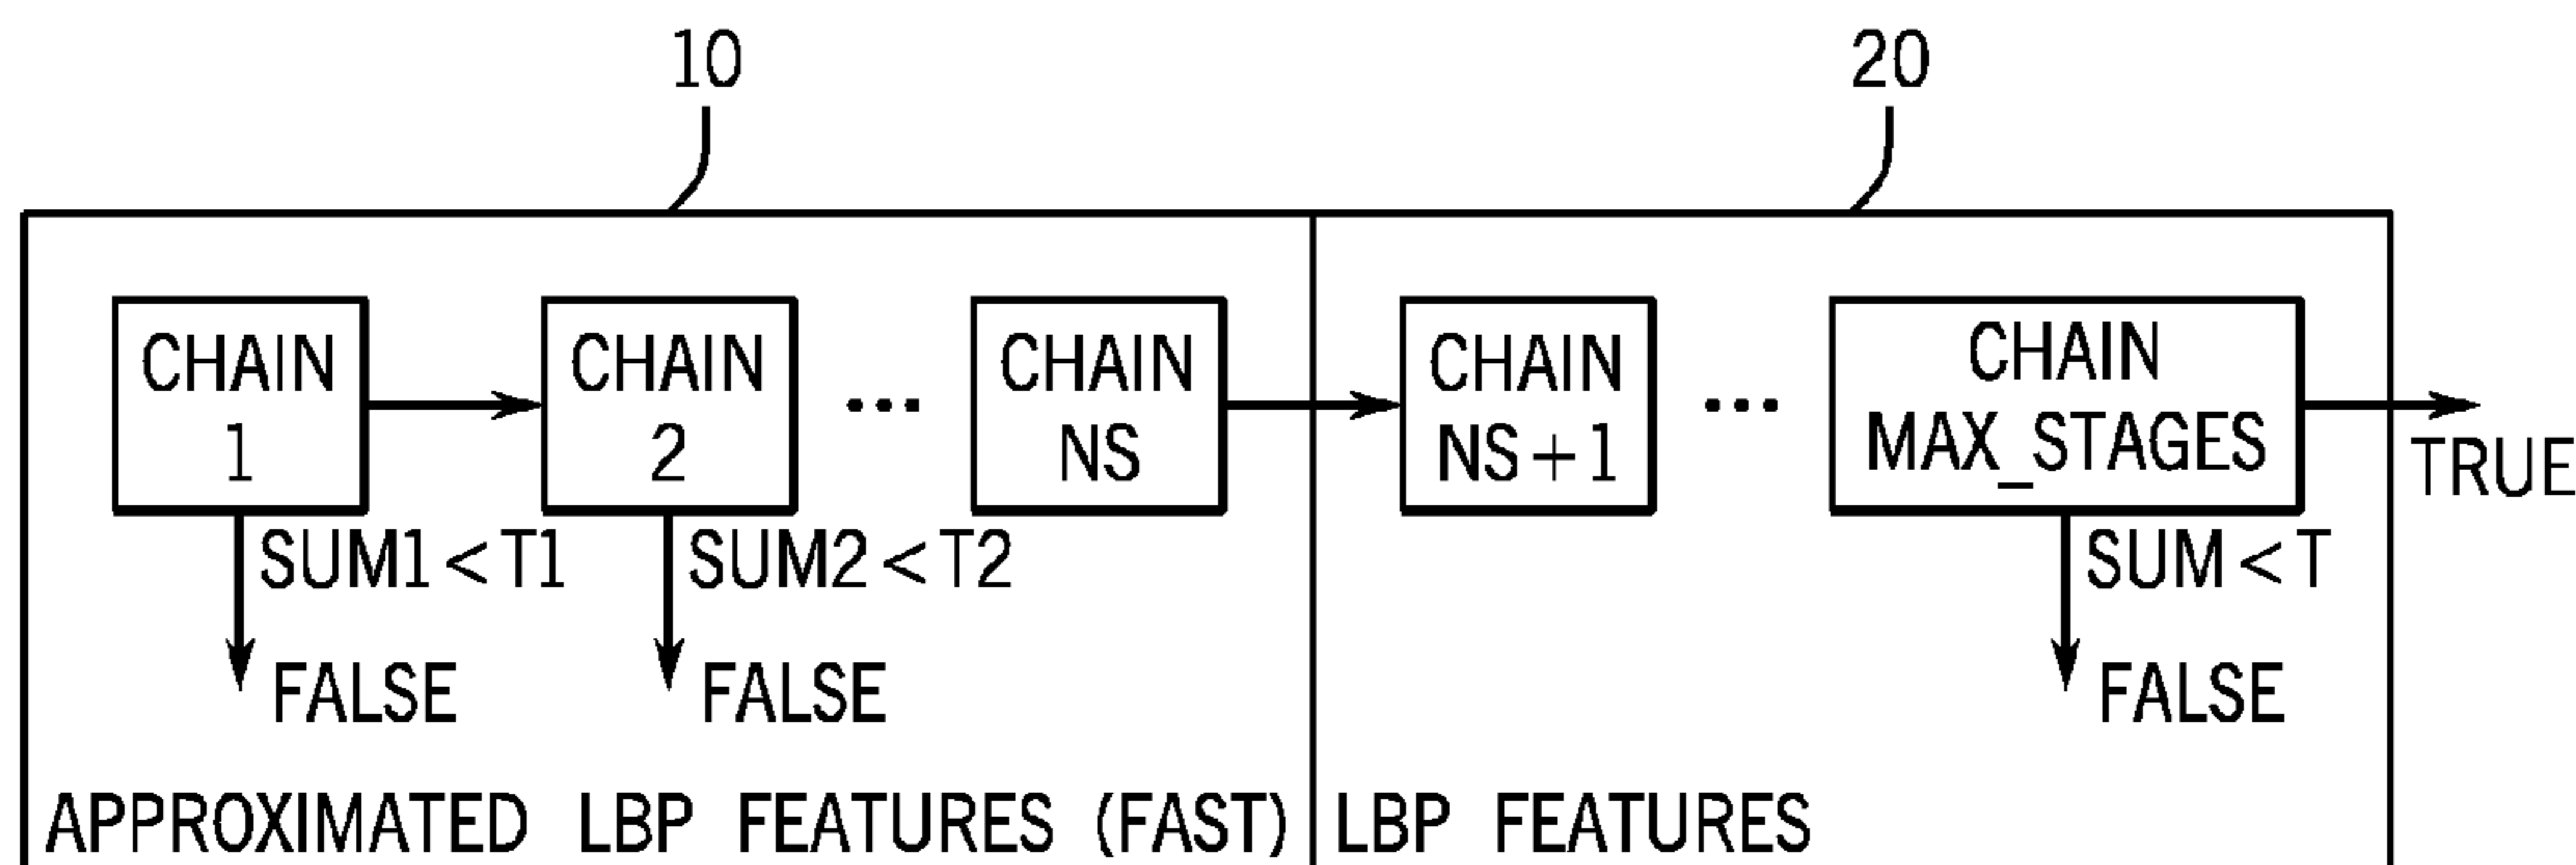 10
20
CHAIN
1
CHAIN
2
...
CHAIN
NS
CHAIN
NS+1
...
CHAIN
MAX_STAGES
TRUE
SUM1<T1
SUM2<T2
SUM<T
FALSE
FALSE
FALSE
APPROXIMATED LBP FEATURES (FAST)
LBP FEATURES